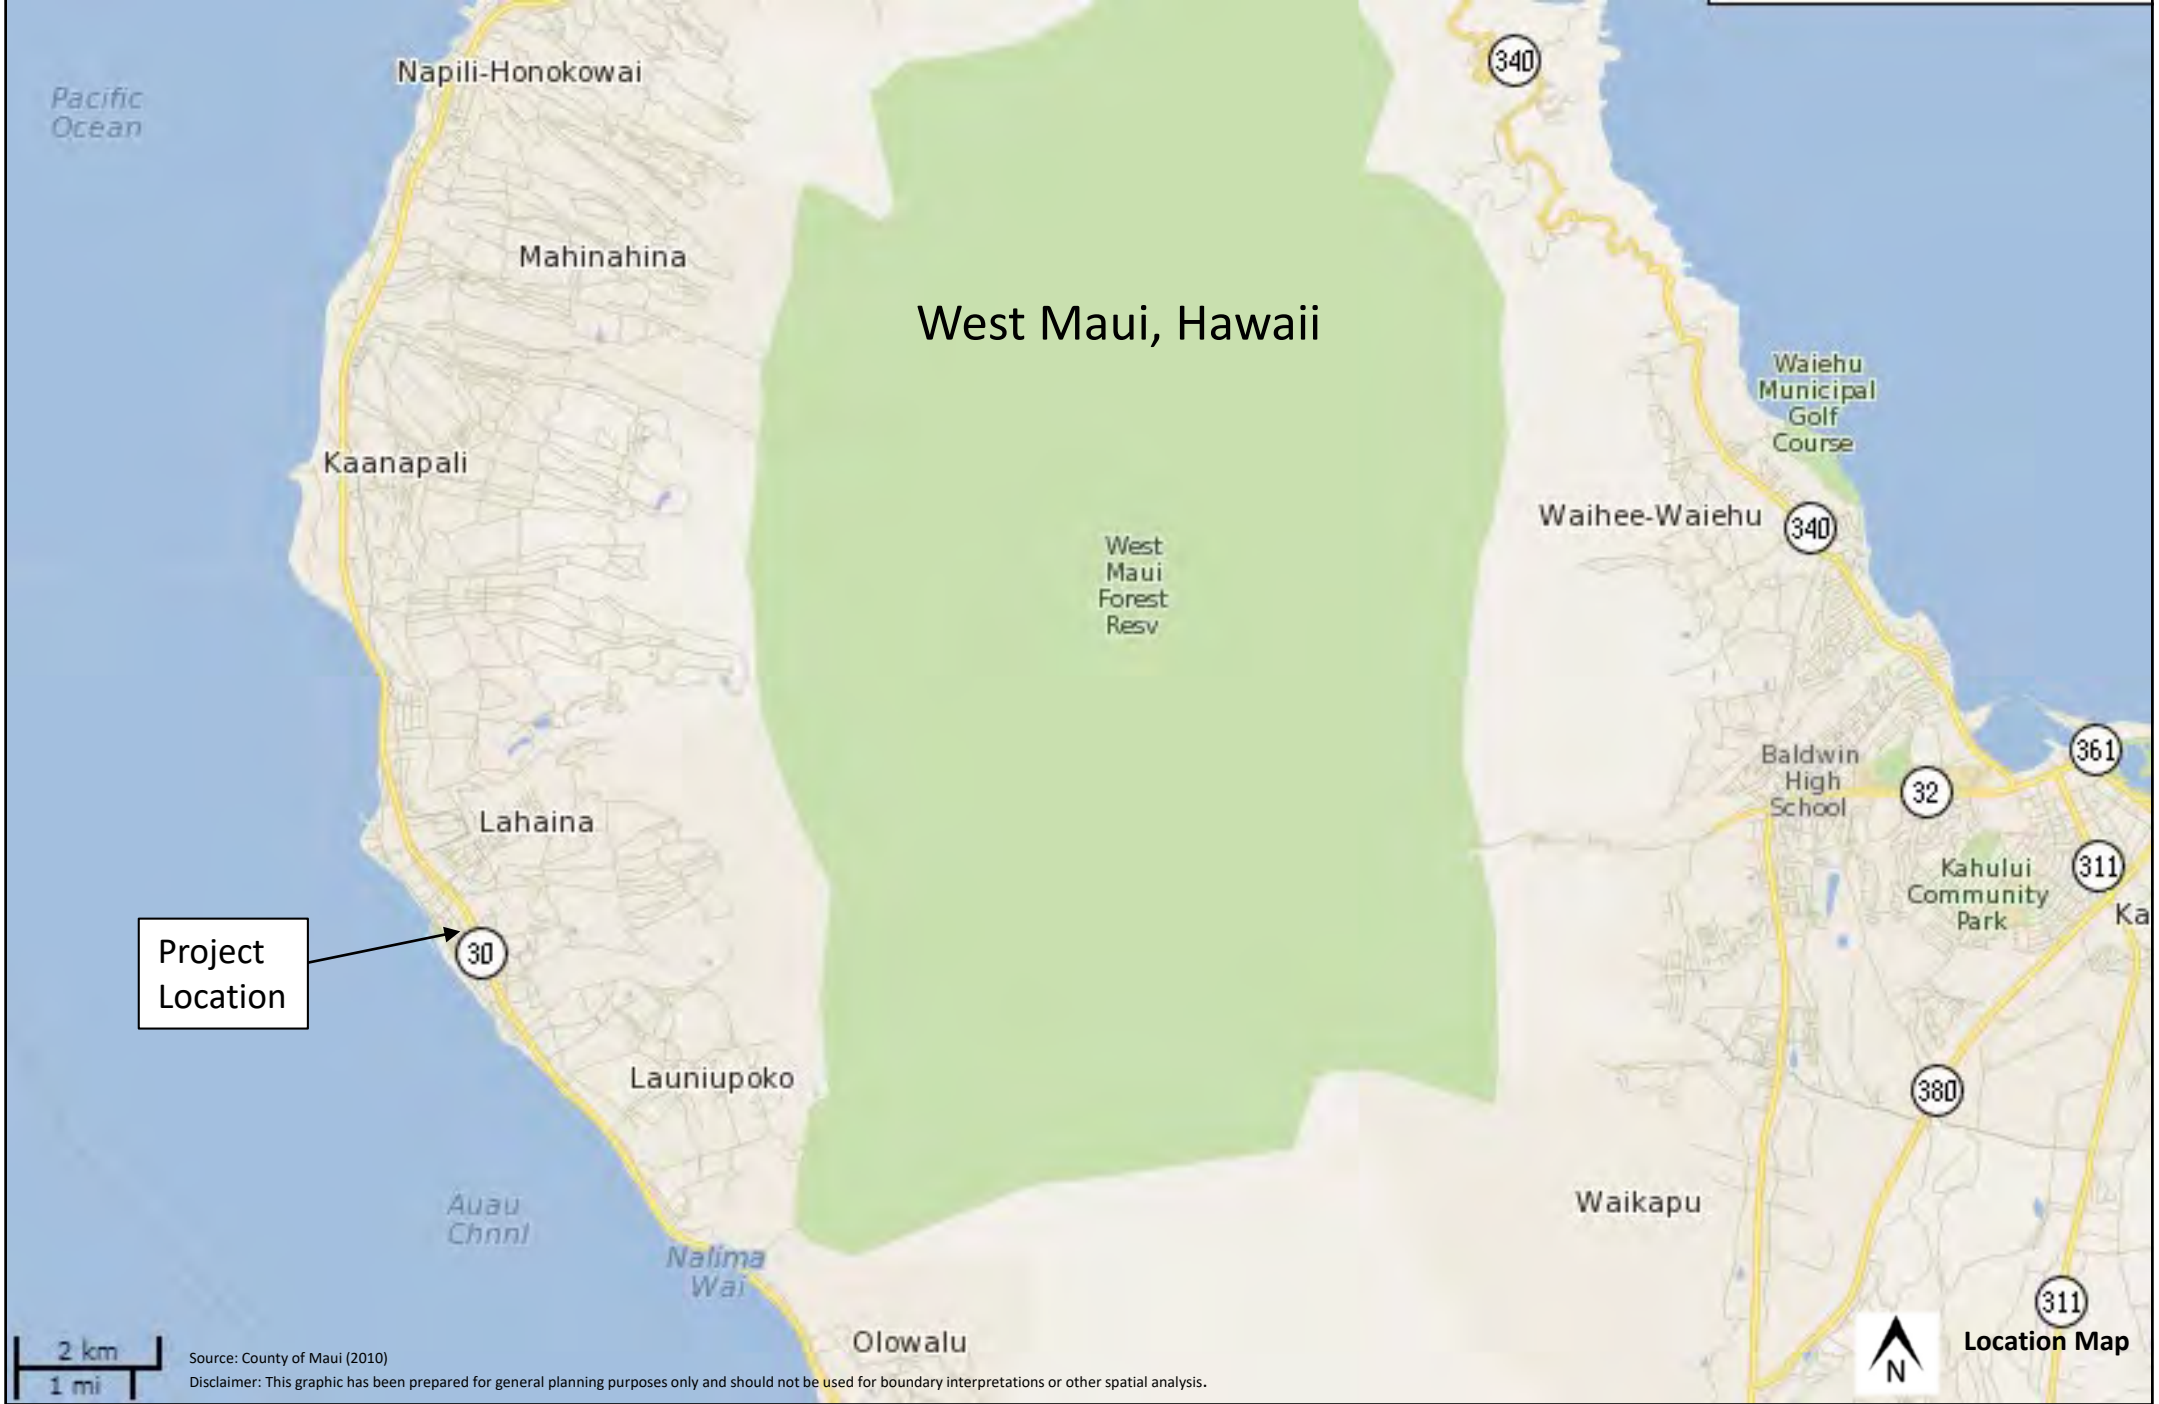 Napili-Honokowai
340
Pacific
Ocean
Mahinahina
West Maui, Hawaii
Waiehu
Municipal
Golf
Course
Kaanapali
Waihee-Waiehu
340
West
Maui
Forest
Resv
361
Baldwin
High
School
32
Lahaina
311
Kahului
Community
Park
Ka
Project
Location
30
Launiupoko
380
Auau
Chnnl
Waikapu
Nalima
Wai
311
Olowalu
Location Map
N
2 km
1 mi
Source: County of Maui (2010)
Disclaimer: This graphic has been prepared for general planning purposes only and should not be used for boundary interpretations or other spatial analysis.